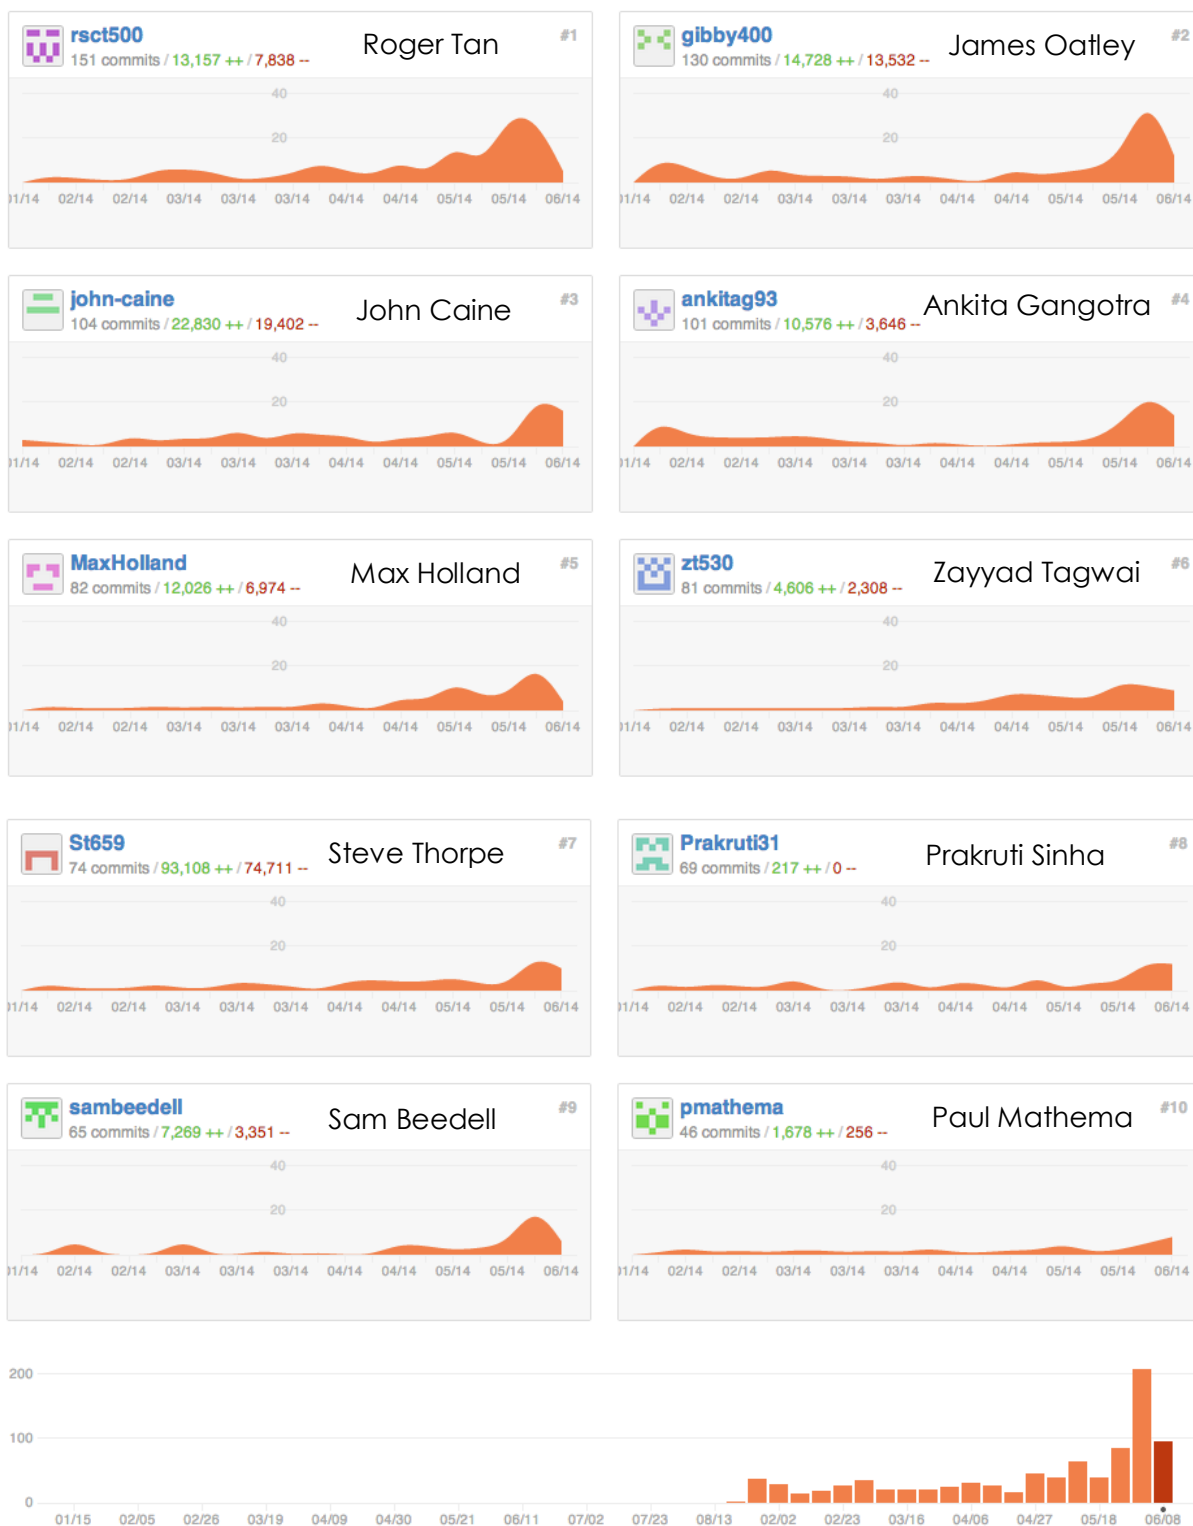 rsct500 Roger Tan #1
151 commits / 13,157 ++ / 7,838 --
40
20
01/14 02/14 02/14 03/14 03/14 03/14 04/14 04/14 05/14 05/14 06/14
gibby400 James Oatley #2
130 commits / 14,728 ++ / 13,532 --
40
20
01/14 02/14 02/14 03/14 03/14 03/14 04/14 04/14 05/14 05/14 06/14
john-caine John Caine #3
104 commits / 22,830 ++ / 19,402 --
40
20
01/14 02/14 02/14 03/14 03/14 03/14 04/14 04/14 05/14 05/14 06/14
ankitag93 Ankita Gangotra #4
101 commits / 10,576 ++ / 3,646 --
40
20
01/14 02/14 02/14 03/14 03/14 03/14 04/14 04/14 05/14 05/14 06/14
MaxHolland Max Holland #5
82 commits / 12,026 ++ / 6,974 --
40
20
01/14 02/14 02/14 03/14 03/14 03/14 04/14 04/14 05/14 05/14 06/14
zt530 Zayyad Tagwai #6
81 commits / 4,606 ++ / 2,308 --
40
20
01/14 02/14 02/14 03/14 03/14 03/14 04/14 04/14 05/14 05/14 06/14
St659 Steve Thorpe #7
74 commits / 93,108 ++ / 74,711 --
40
20
01/14 02/14 02/14 03/14 03/14 03/14 04/14 04/14 05/14 05/14 06/14
Prakruti31 Prakruti Sinha #8
69 commits / 217 ++ / 0 --
40
20
01/14 02/14 02/14 03/14 03/14 03/14 04/14 04/14 05/14 05/14 06/14
sambeedell Sam Beedell #9
65 commits / 7,269 ++ / 3,351 --
40
20
01/14 02/14 02/14 03/14 03/14 03/14 04/14 04/14 05/14 05/14 06/14
pmathema Paul Mathema #10
46 commits / 1,678 ++ / 256 --
40
20
01/14 02/14 02/14 03/14 03/14 03/14 04/14 04/14 05/14 05/14 06/14
200
100
0
01/15 02/05 02/26 03/19 04/09 04/30 05/21 06/11 07/02 07/23 08/13 02/02 02/23 03/16 04/06 04/27 05/18 06/08